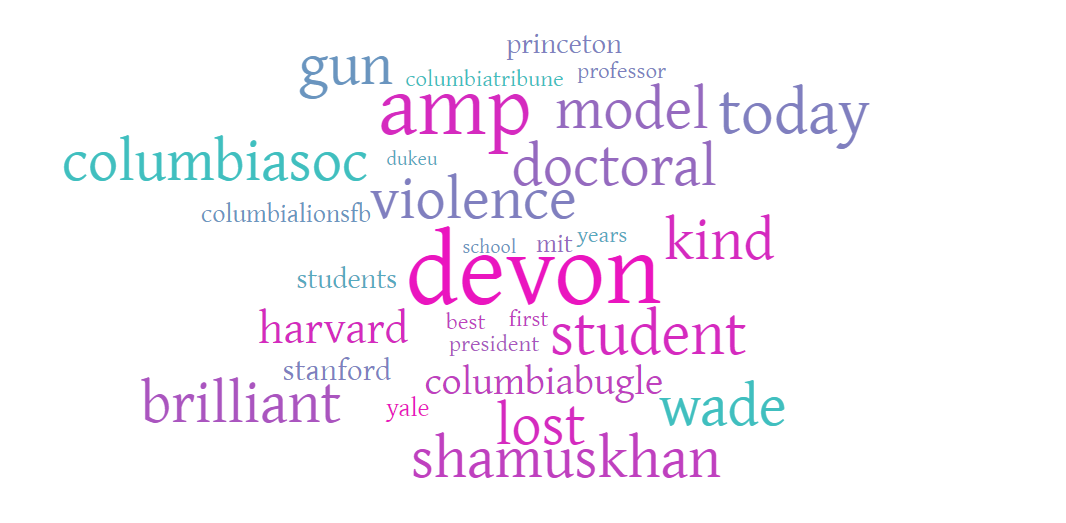 princeton
gun columbiatribune professor
amp model today
columbiasoc dukeu doctoral
columbialionsfb violence
school mit years kind
students devon
harvard best first student
president
stanford columbiabugle
brilliant yale lost wade
shamuskhan